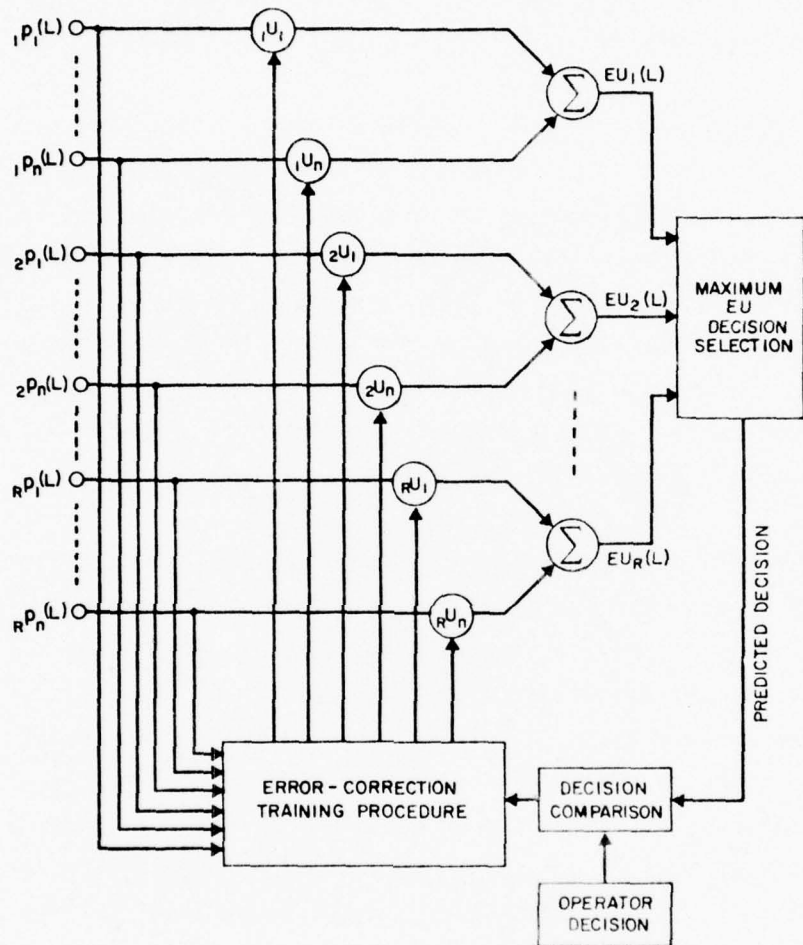 ₁P₁(L)
₁U₁
EU₁(L)
Σ
₁Pₙ(L)
₁Uₙ
₂P₁(L)
₂U₁
EU₂(L)
Σ
MAXIMUM
EU
DECISION
SELECTION
₂Pₙ(L)
₂Uₙ
ᵣP₁(L)
ᵣU₁
Σ
EUᵣ(L)
ᵣPₙ(L)
ᵣUₙ
PREDICTED DECISION
ERROR-CORRECTION
TRAINING PROCEDURE
DECISION
COMPARISON
OPERATOR
DECISION